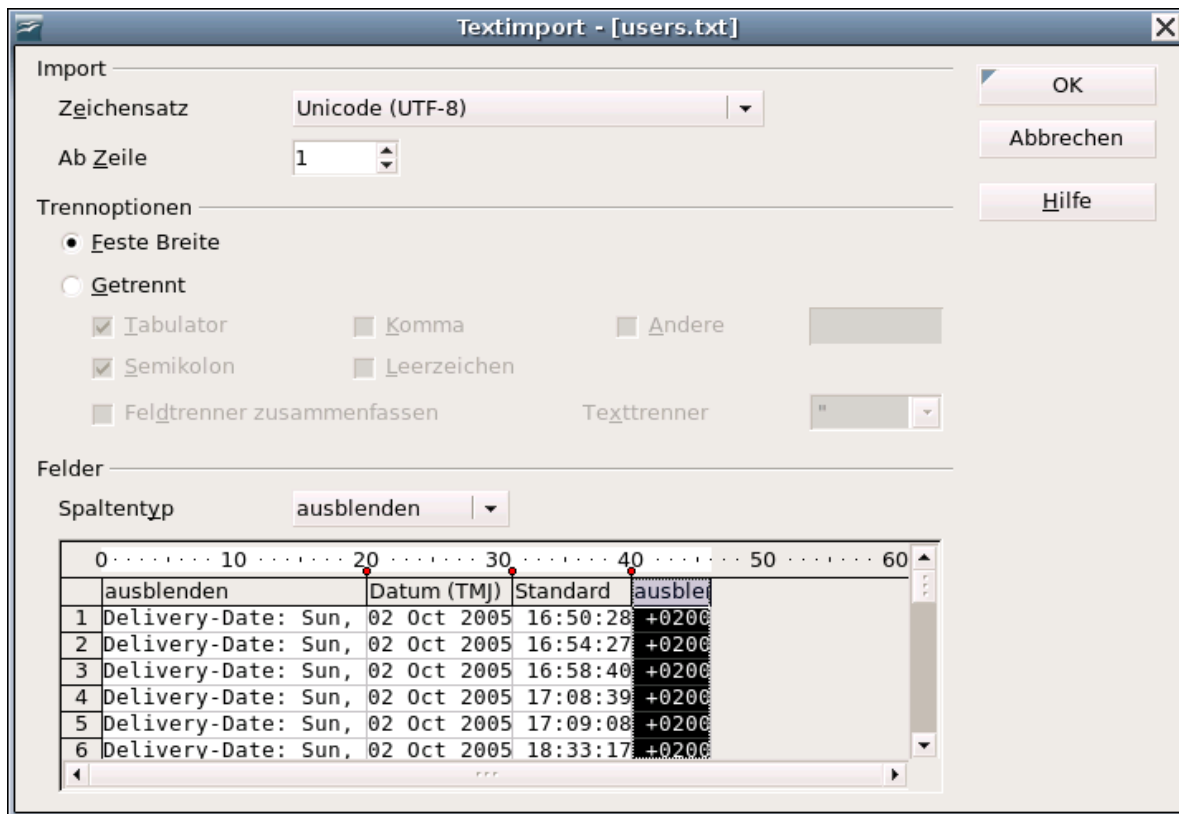 Textimport - [users.txt]
Import
OK
Zeichensatz Unicode (UTF-8)
Abbrechen
Ab Zeile 1
Hilfe
Trennoptionen
Feste Breite
Getrennt
Tabulator Komma Andere
Semikolon Leerzeichen
Feldtrenner zusammenfassen Texttrenner "
Felder
Spaltentyp ausblenden
0 10 20 30 40 50 60
ausblenden Datum (TMJ) Standard ausblen
1 Delivery-Date: Sun, 02 Oct 2005 16:50:28 +0200
2 Delivery-Date: Sun, 02 Oct 2005 16:54:27 +0200
3 Delivery-Date: Sun, 02 Oct 2005 16:58:40 +0200
4 Delivery-Date: Sun, 02 Oct 2005 17:08:39 +0200
5 Delivery-Date: Sun, 02 Oct 2005 17:09:08 +0200
6 Delivery-Date: Sun, 02 Oct 2005 18:33:17 +0200